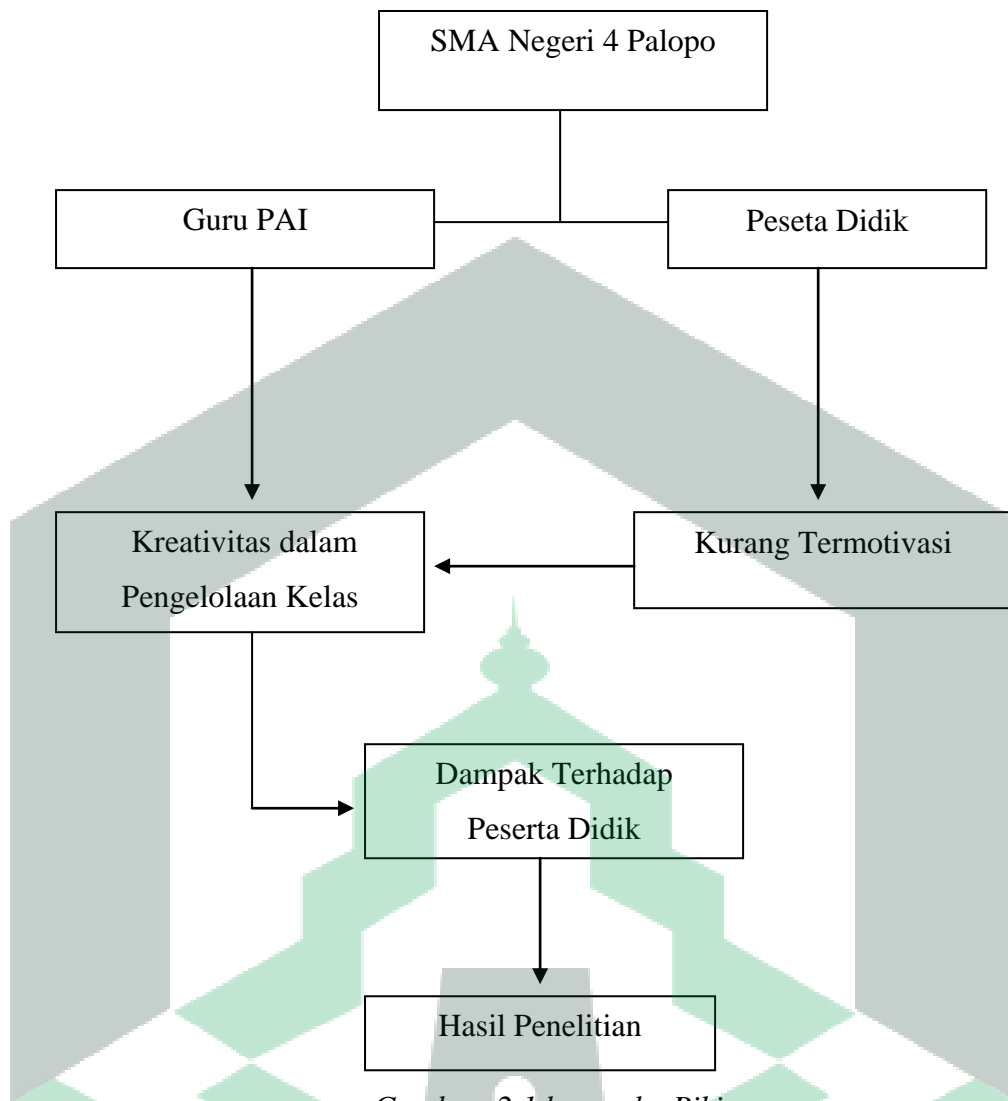 SMA Negeri 4 Palopo
Guru PAI
Peseta Didik
Kreativitas dalam
Pengelolaan Kelas
Kurang Termotivasi
Dampak Terhadap
Peserta Didik
Hasil Penelitian